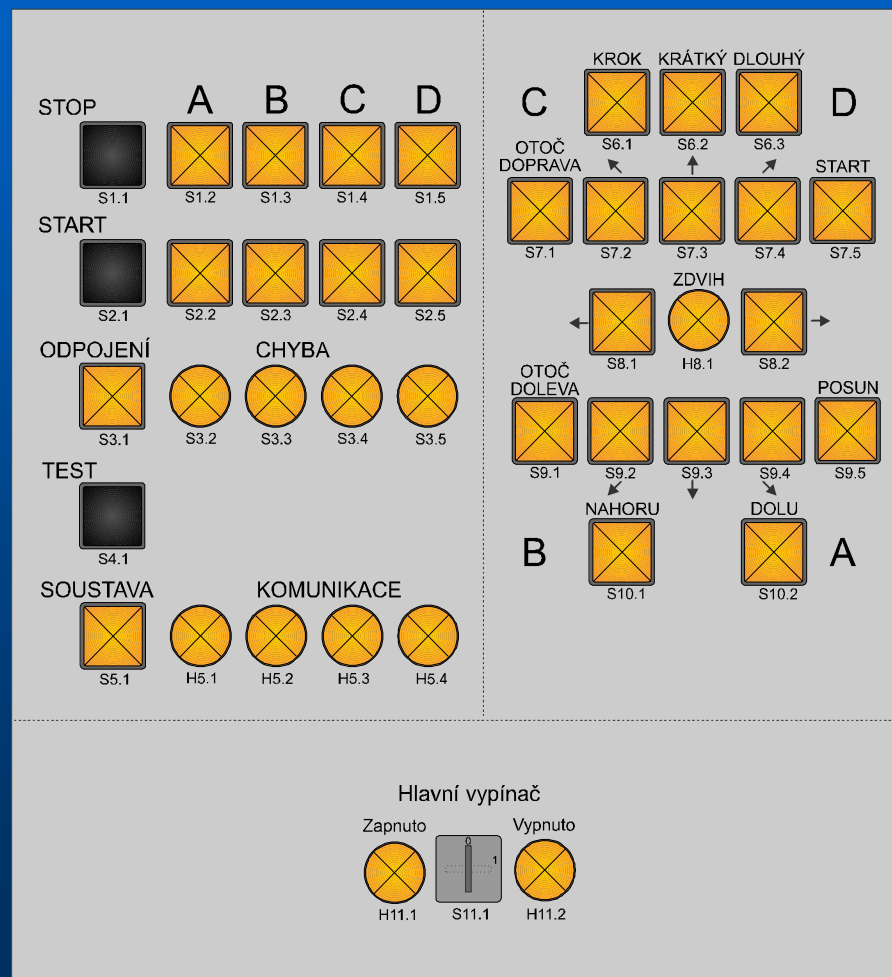 STOP A B C D
S1.1 S1.2 S1.3 S1.4 S1.5
START
S2.1 S2.2 S2.3 S2.4 S2.5
ODPOJENÍ CHYBA
S3.1 S3.2 S3.3 S3.4 S3.5
TEST
S4.1
SOUSTAVA KOMUNIKACE
S5.1 H5.1 H5.2 H5.3 H5.4
KROK KRÁTKÝ DLOUHÝ
C D
S6.1 S6.2 S6.3
OTOČ
DOPRAVA START
S7.1 S7.2 S7.3 S7.4 S7.5
ZDVIH
S8.1 H8.1 S8.2
OTOČ
DOLEVA POSUN
S9.1 S9.2 S9.3 S9.4 S9.5
NAHORU DOLU
B A
S10.1 S10.2
Hlavní vypínač
Zapnuto Vypnuto
0
1
H11.1 S11.1 H11.2